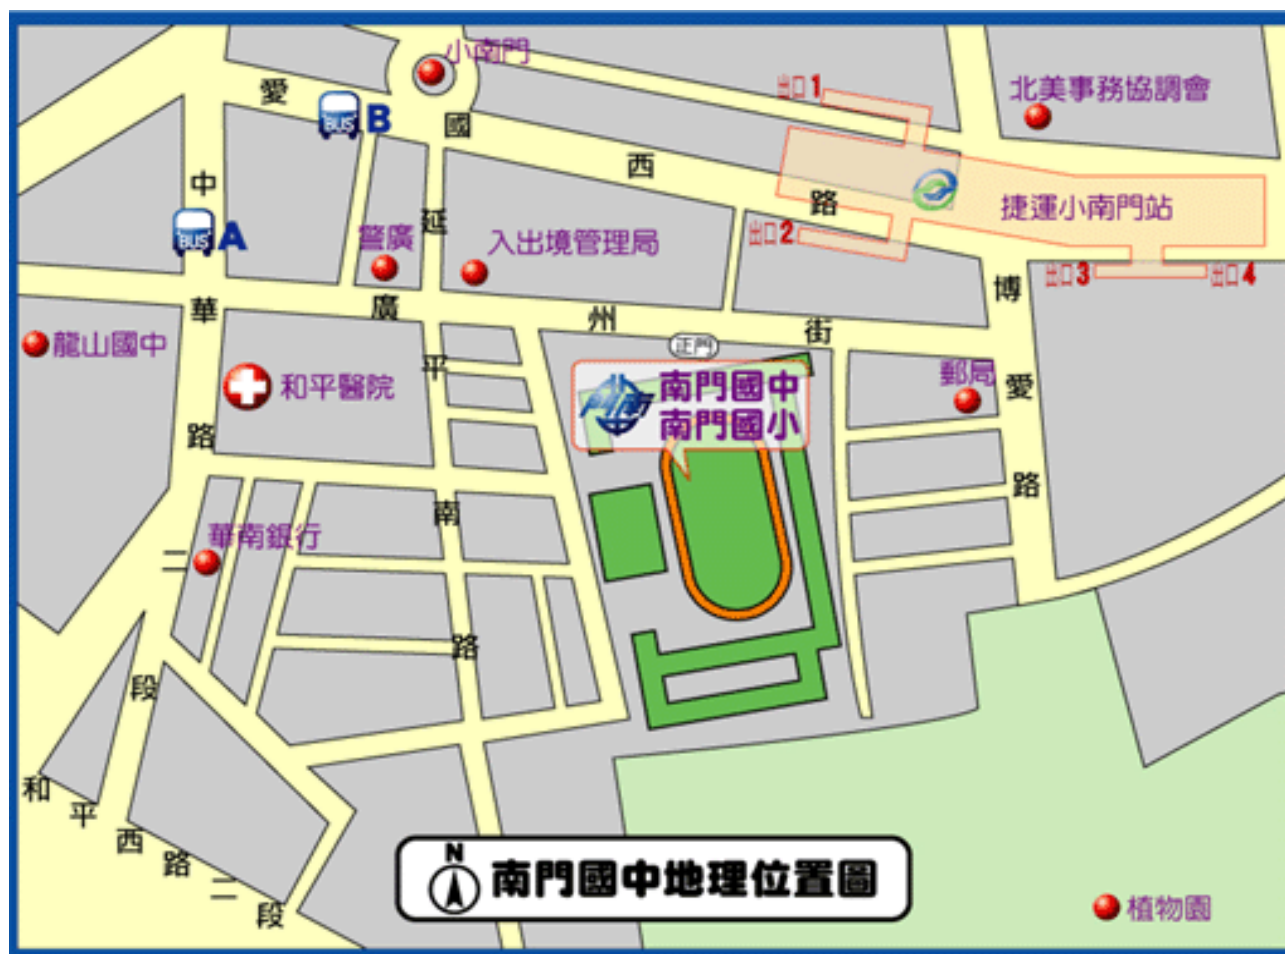 小南門
愛國西路
出口1
北美事務協調會
BUS B
中華路二段
捷運小南門站
BUS A
警廣
延平南路
入出境管理局
出口2
出口3
出口4
博愛路
廣州街
正門
龍山國中
和平醫院
南門國中
南門國小
郵局
華南銀行
和平西路二段
N
南門國中地理位置圖
植物園